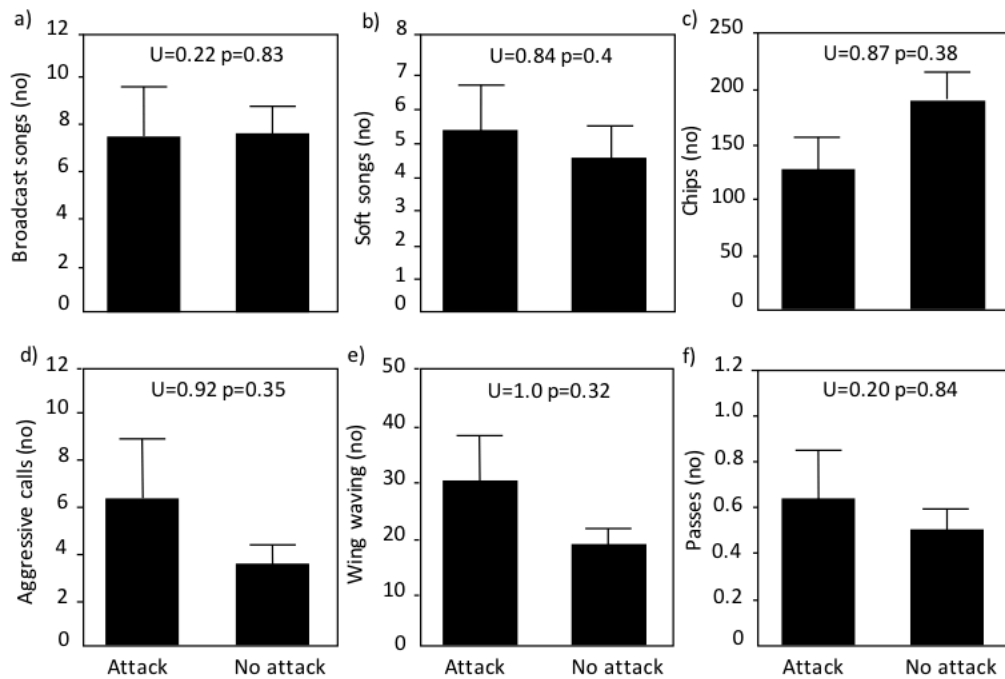 a)
12
10
8
6
4
2
0
Broadcast songs (no)
U=0.22 p=0.83
b)
8
7
6
5
4
3
2
1
0
Soft songs (no)
U=0.84 p=0.4
c)
250
200
150
100
50
0
Chips (no)
U=0.87 p=0.38
d)
12
10
8
6
4
2
0
Aggressive calls (no)
U=0.92 p=0.35
Attack No attack
e)
50
40
30
20
10
0
Wing waving (no)
U=1.0 p=0.32
Attack No attack
f)
1.2
1.0
0.8
0.6
0.4
0.2
0
Passes (no)
U=0.20 p=0.84
Attack No attack